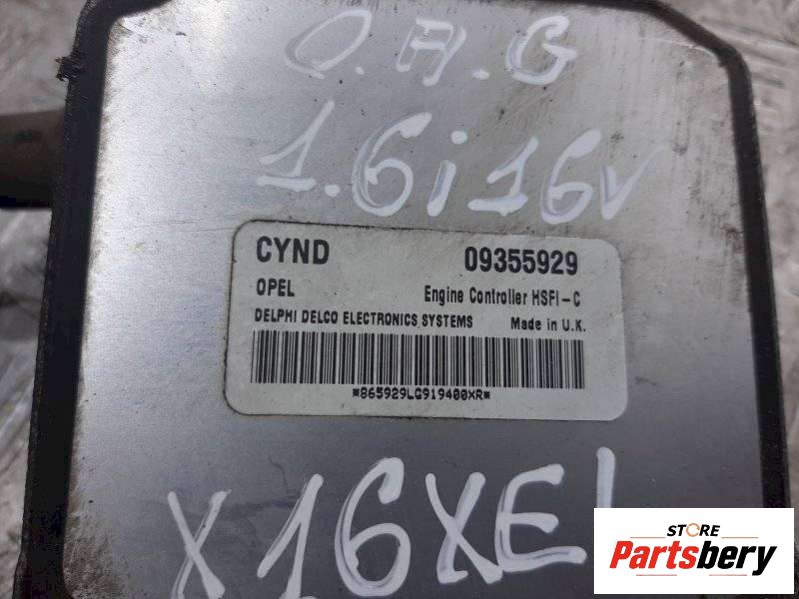 O.A.G
1.6i16v
CYND 09355929
OPEL Engine Controller HSFI-C
DELPHI DELCO ELECTRONICS SYSTEMS Made in U.K.
*865929LG919400XR*
X16XEL
STORE
Partsbery